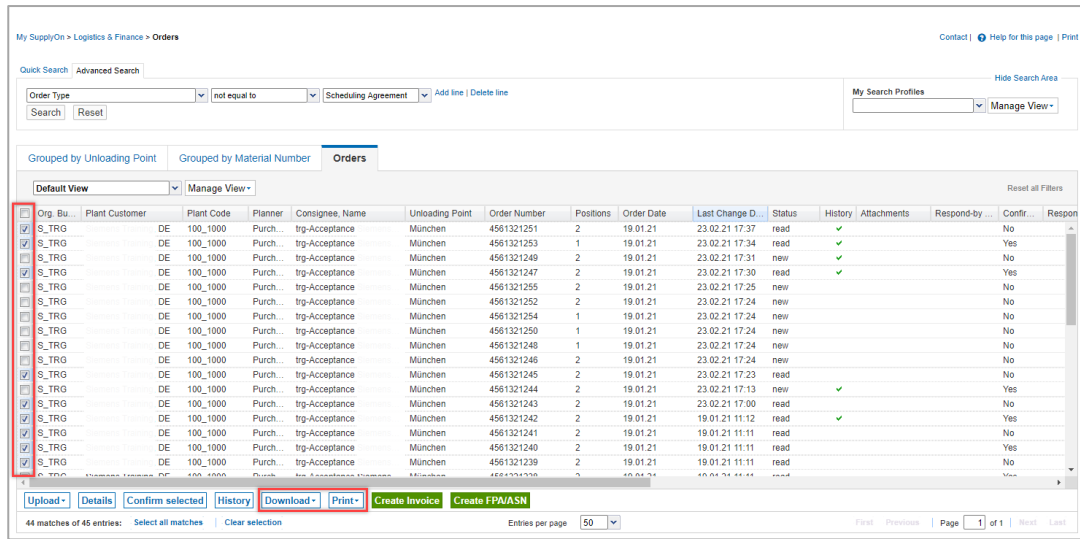 My SupplyOn > Logistics & Finance > Orders Contact | Help for this page | Print
Quick Search Advanced Search
Hide Search Area
Order Type not equal to Scheduling Agreement Add line | Delete line My Search Profiles
Manage View
Search Reset
Grouped by Unloading Point Grouped by Material Number Orders
Default View Manage View Reset all Filters
Org. Bu... Plant Customer Plant Code Planner Consignee, Name Unloading Point Order Number Positions Order Date Last Change D... Status History Attachments Respond-by ... Confir... Respon
S_TRG DE 100_1000 Purch... trg-Acceptance München 4561321251 2 19.01.21 23.02.21 17:37 read No
S_TRG DE 100_1000 Purch... trg-Acceptance München 4561321253 1 19.01.21 23.02.21 17:34 read Yes
S_TRG DE 100_1000 Purch... trg-Acceptance München 4561321249 2 19.01.21 23.02.21 17:31 new No
S_TRG DE 100_1000 Purch... trg-Acceptance München 4561321247 2 19.01.21 23.02.21 17:30 read Yes
S_TRG DE 100_1000 Purch... trg-Acceptance München 4561321255 2 19.01.21 23.02.21 17:25 new No
S_TRG DE 100_1000 Purch... trg-Acceptance München 4561321252 2 19.01.21 23.02.21 17:24 new No
S_TRG DE 100_1000 Purch... trg-Acceptance München 4561321254 1 19.01.21 23.02.21 17:24 new No
S_TRG DE 100_1000 Purch... trg-Acceptance München 4561321250 1 19.01.21 23.02.21 17:24 new No
S_TRG DE 100_1000 Purch... trg-Acceptance München 4561321248 1 19.01.21 23.02.21 17:24 new No
S_TRG DE 100_1000 Purch... trg-Acceptance München 4561321246 2 19.01.21 23.02.21 17:24 new No
S_TRG DE 100_1000 Purch... trg-Acceptance München 4561321245 2 19.01.21 23.02.21 17:23 read No
S_TRG DE 100_1000 Purch... trg-Acceptance München 4561321244 2 19.01.21 23.02.21 17:13 new Yes
S_TRG DE 100_1000 Purch... trg-Acceptance München 4561321243 2 19.01.21 23.02.21 17:00 read No
S_TRG DE 100_1000 Purch... trg-Acceptance München 4561321242 2 19.01.21 19.01.21 11:12 read Yes
S_TRG DE 100_1000 Purch... trg-Acceptance München 4561321241 2 19.01.21 19.01.21 11:11 read No
S_TRG DE 100_1000 Purch... trg-Acceptance München 4561321240 2 19.01.21 19.01.21 11:11 read Yes
S_TRG DE 100_1000 Purch... trg-Acceptance München 4561321239 2 19.01.21 19.01.21 11:11 read No
Upload Details Confirm selected History Download Print Create Invoice Create FPA/ASN
44 matches of 45 entries: Select all matches | Clear selection Entries per page 50 First Previous | Page 1 of 1 | Next Last